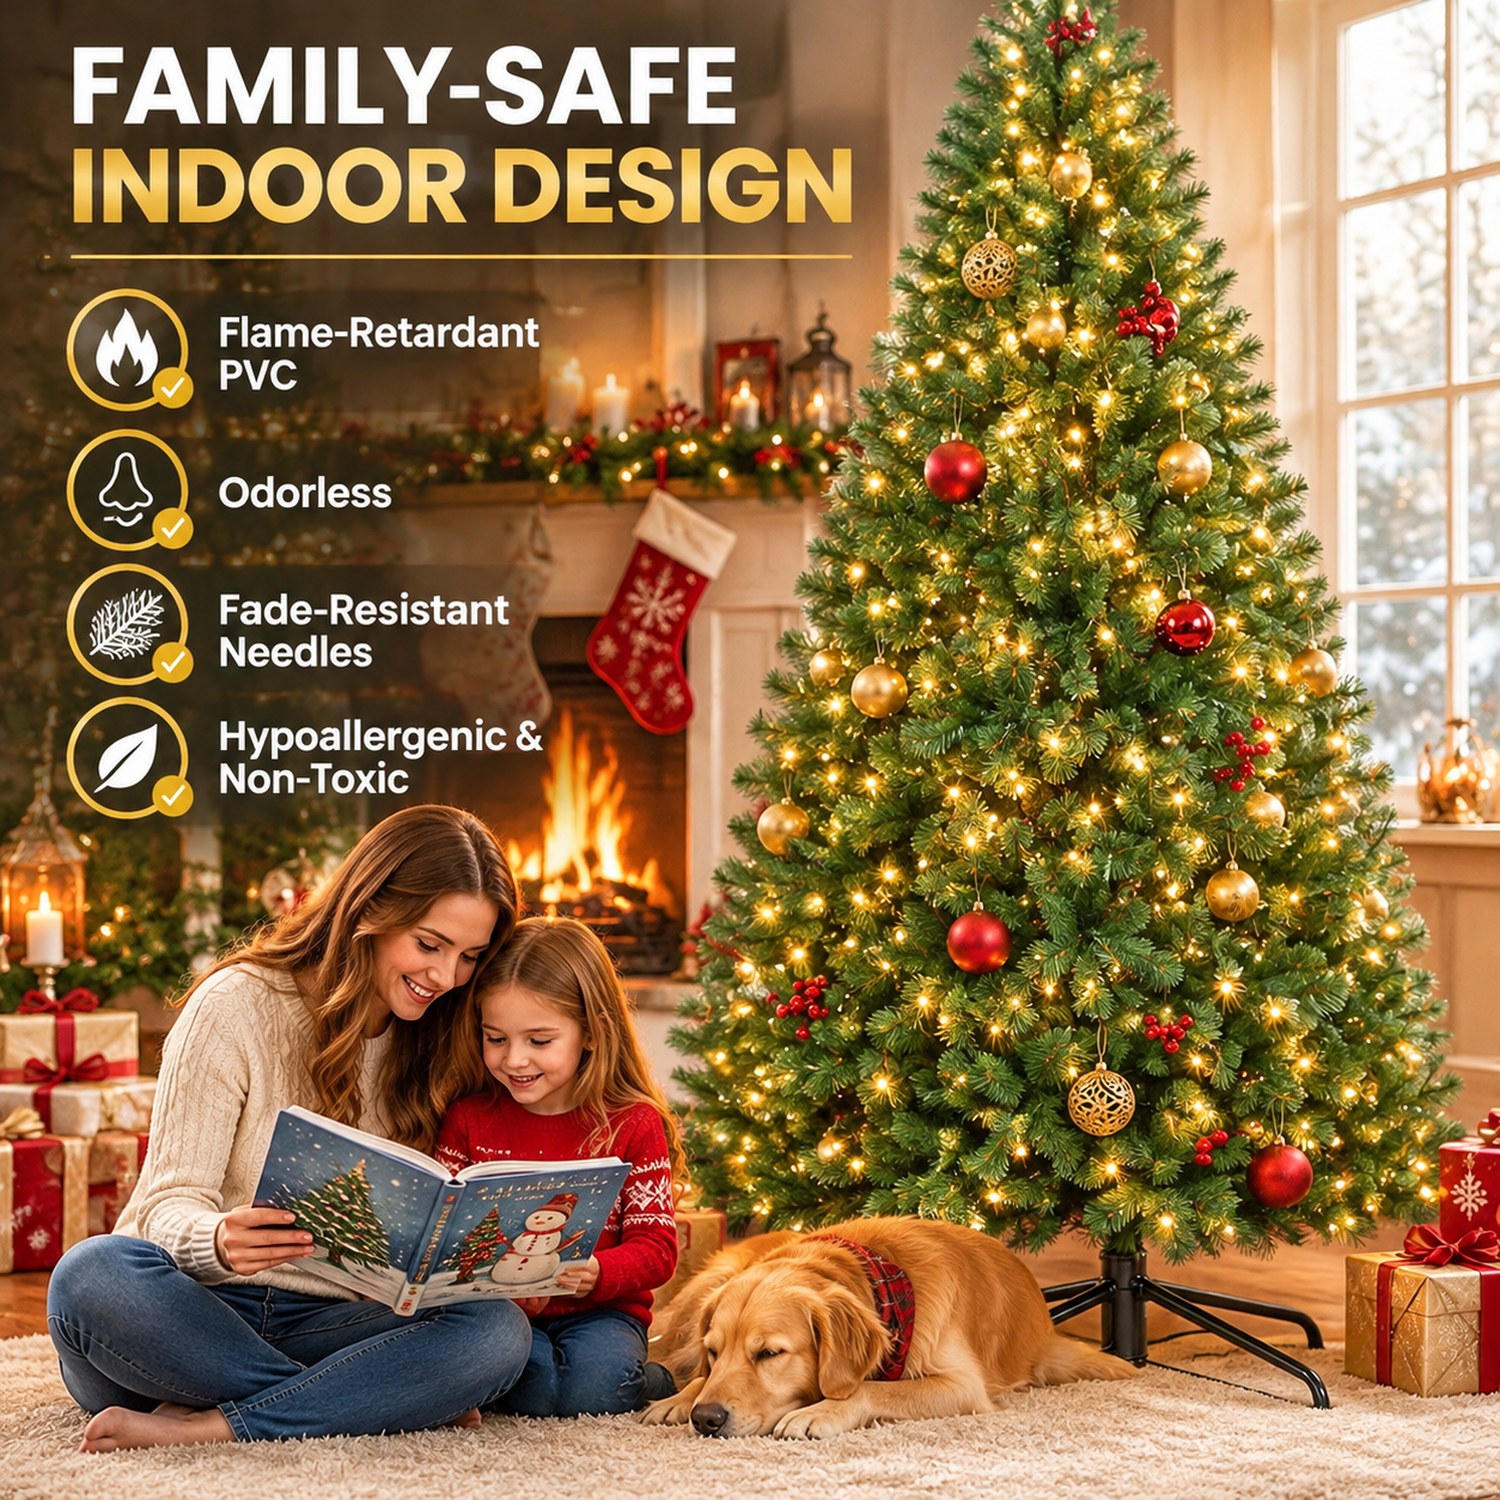 FAMILY-SAFE
INDOOR DESIGN
Flame-Retardant
PVC
Odorless
Fade-Resistant
Needles
Hypoallergenic &
Non-Toxic